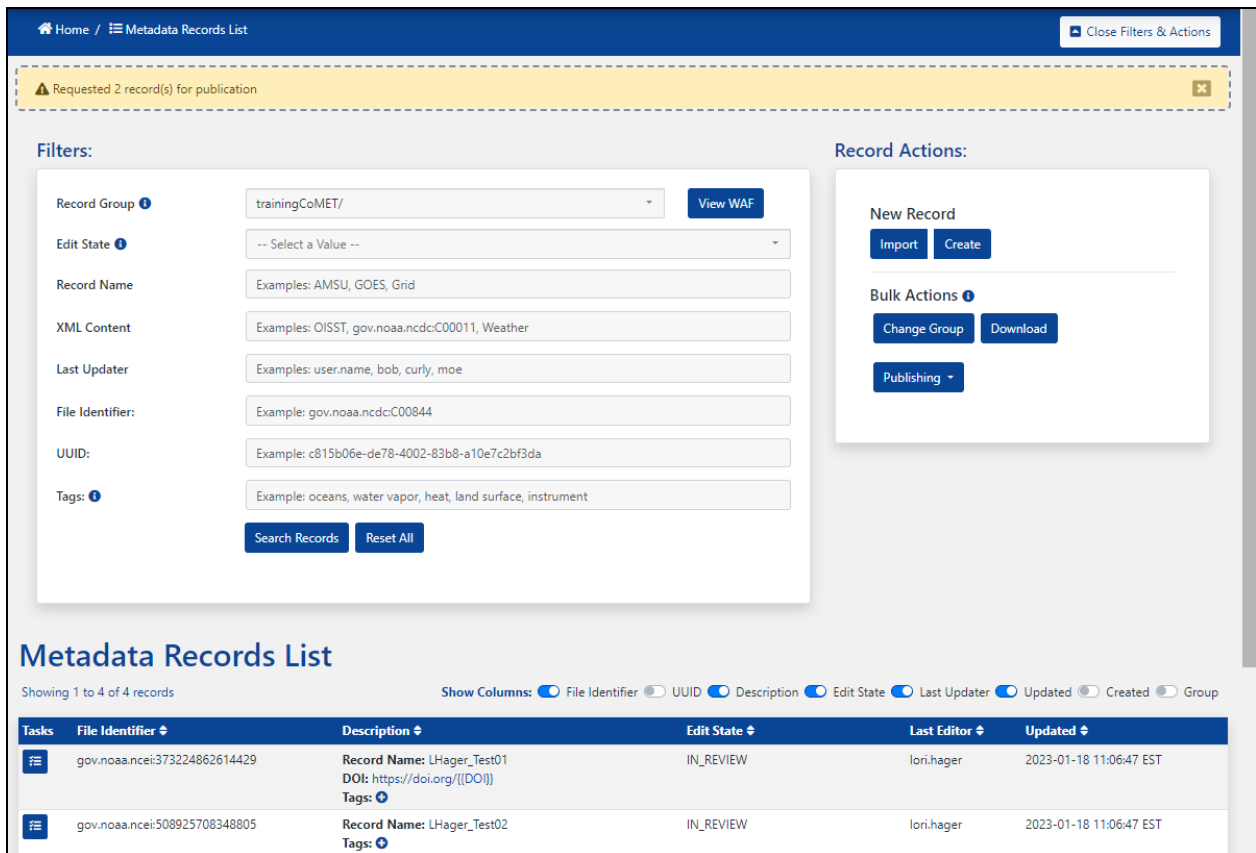 Home / Metadata Records List Close Filters & Actions
Requested 2 record(s) for publication
Filters:
Record Actions:
Record Group trainingCoMET/ View WAF
New Record
Edit State -- Select a Value --
Import Create
Record Name Examples: AMSU, GOES, Grid
Bulk Actions
XML Content Examples: OISST, gov.noaa.ncdc:C00011, Weather
Change Group Download
Last Updater Examples: user.name, bob, curly, moe
Publishing
File Identifier: Example: gov.noaa.ncdc:C00844
UUID: Example: c815b06e-de78-4002-83b8-a10e7c2bf3da
Tags: Example: oceans, water vapor, heat, land surface, instrument
Search Records Reset All
Metadata Records List
Showing 1 to 4 of 4 records Show Columns: File Identifier UUID Description Edit State Last Updater Updated Created Group
Tasks File Identifier Description Edit State Last Editor Updated
gov.noaa.ncei:373224862614429 Record Name: LHager_Test01 IN_REVIEW lori.hager 2023-01-18 11:06:47 EST
DOI: https://doi.org/{{DOI}}
Tags:
gov.noaa.ncei:508925708348805 Record Name: LHager_Test02 IN_REVIEW lori.hager 2023-01-18 11:06:47 EST
Tags: